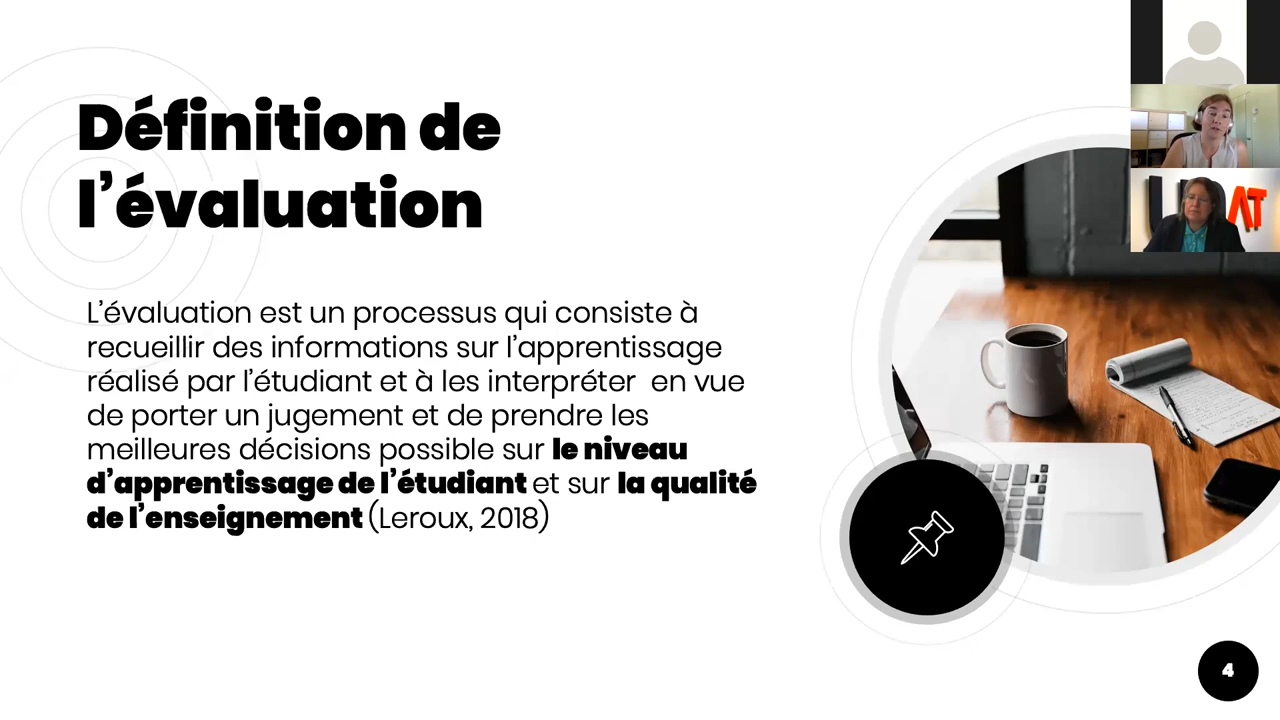 Définition de
l’évaluation
L’évaluation est un processus qui consiste à
recueillir des informations sur l’apprentissage
réalisé par l’étudiant et à les interpréter  en vue
de porter un jugement et de prendre les
meilleures décisions possible sur le niveau
d’apprentissage de l’étudiant et sur la qualité
de l’enseignement (Leroux, 2018)
AT
4